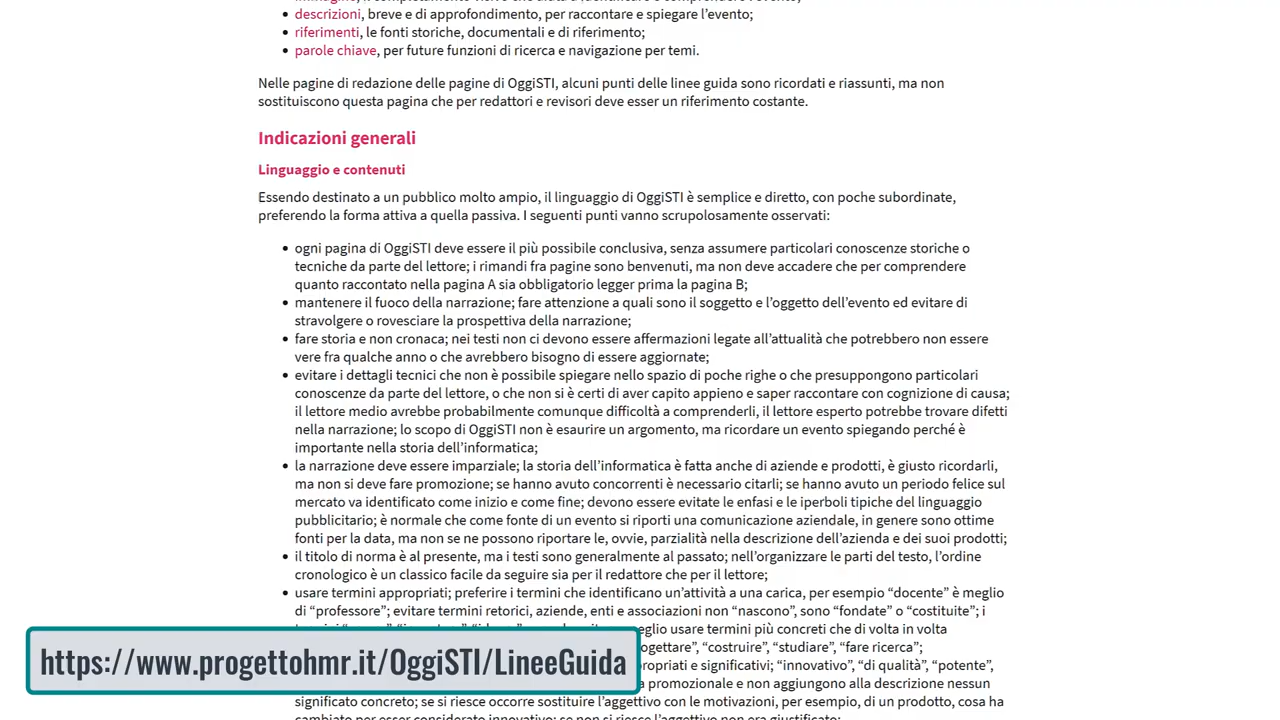 descrizioni, breve e di approfondimento, per raccontare e spiegare l’evento;
riferimenti, le fonti storiche, documentali e di riferimento;
parole chiave, per future funzioni di ricerca e navigazione per temi.
Nelle pagine di redazione delle pagine di OggiSTI, alcuni punti delle linee guida sono ricordati e riassunti, ma non
sostituiscono questa pagina che per redattori e revisori deve esser un riferimento costante.
Indicazioni generali
Linguaggio e contenuti
Essendo destinato a un pubblico molto ampio, il linguaggio di OggiSTI è semplice e diretto, con poche subordinate,
preferendo la forma attiva a quella passiva. I seguenti punti vanno scrupolosamente osservati:
ogni pagina di OggiSTI deve essere il più possibile conclusiva, senza assumere particolari conoscenze storiche o
tecniche da parte del lettore; i rimandi fra pagine sono benvenuti, ma non deve accadere che per comprendere
quanto raccontato nella pagina A sia obbligatorio legger prima la pagina B;
mantenere il fuoco della narrazione; fare attenzione a quali sono il soggetto e l’oggetto dell’evento ed evitare di
stravolgere o rovesciare la prospettiva della narrazione;
fare storia e non cronaca; nei testi non ci devono essere affermazioni legate all’attualità che potrebbero non essere
vere fra qualche anno o che avrebbero bisogno di essere aggiornate;
evitare i dettagli tecnici che non è possibile spiegare nello spazio di poche righe o che presuppongono particolari
conoscenze da parte del lettore, o che non si è certi di aver capito appieno e saper raccontare con cognizione di causa;
il lettore medio avrebbe probabilmente comunque difficoltà a comprenderli, il lettore esperto potrebbe trovare difetti
nella narrazione; lo scopo di OggiSTI non è esaurire un argomento, ma ricordare un evento spiegando perché è
importante nella storia dell’informatica;
la narrazione deve essere imparziale; la storia dell’informatica è fatta anche di aziende e prodotti, è giusto ricordarli,
ma non si deve fare promozione; se hanno avuto concorrenti è necessario citarli; se hanno avuto un periodo felice sul
mercato va identificato come inizio e come fine; devono essere evitate le enfasi e le iperboli tipiche del linguaggio
pubblicitario; è normale che come fonte di un evento si riporti una comunicazione aziendale, in genere sono ottime
fonti per la data, ma non se ne possono riportare le, ovvie, parzialità nella descrizione dell’azienda e dei suoi prodotti;
il titolo di norma è al presente, ma i testi sono generalmente al passato; nell’organizzare le parti del testo, l’ordine
cronologico è un classico facile da seguire sia per il redattore che per il lettore;
usare termini appropriati; preferire i termini che identificano un’attività a una carica, per esempio “docente” è meglio
di “professore”; evitare termini retorici, aziende, enti e associazioni non “nascono”, sono “fondate” o “costituite”; i
eglio usare termini più concreti che di volta in volta
ogettare”, “costruire”, “studiare”, “fare ricerca”;
ropriati e significativi; “innovativo”, “di qualità”, “potente”,
a promozionale e non aggiungono alla descrizione nessun
significato concreto; se si riesce occorre sostituire l’aggettivo con le motivazioni, per esempio, di un prodotto, cosa ha
cambiato per esser considerato innovativo; se non si riesce l’aggettivo non era giustificato;
https://www.progettohmr.it/OggiSTI/LineeGuida